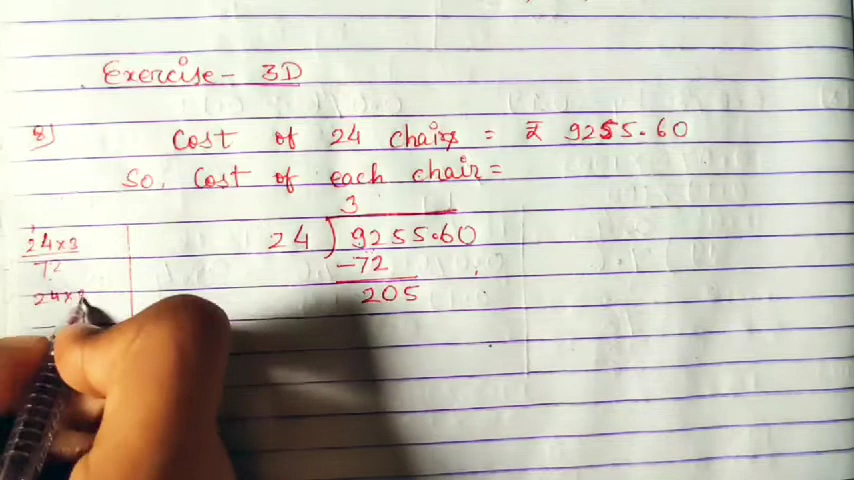 Exercise - 3D
8) Cost of 24 chairs = ₹ 9255.60
So, Cost of each chair =
3
24×3 24 ) 9255.60
72 -72
24× 205